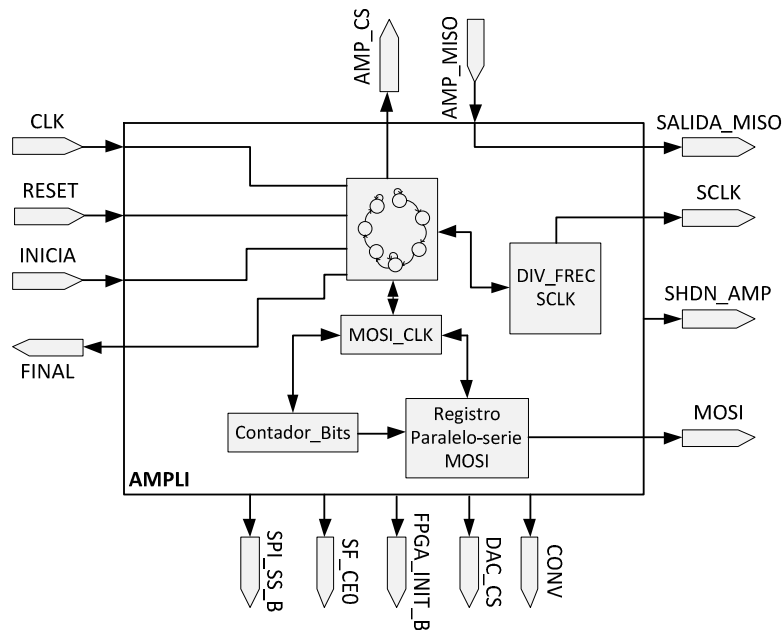 AMP_CS
AMP_MISO
CLK
SALIDA_MISO
RESET
SCLK
INICIA
DIV_FREC
SCLK
SHDN_AMP
MOSI_CLK
FINAL
Registro
Paralelo-serie
MOSI
MOSI
Contador_Bits
AMPLI
SPI_SS_B
SF_CE0
FPGA_INIT_B
DAC_CS
CONV